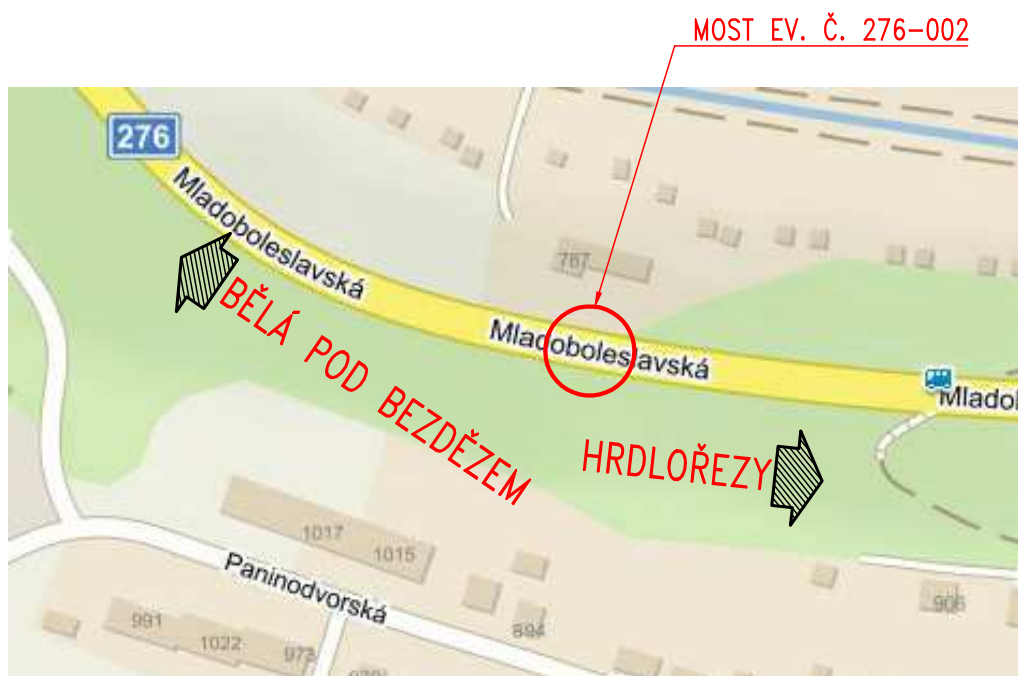 MOST EV. Č. 276-002
276
Mladoboleslavská
787
BĚLÁ POD BEZDĚZEM
Mladoboleslavská
Mladol
HRDLOŘEZY
1017
1015
Paninodvorská
906
991
1022
973
894